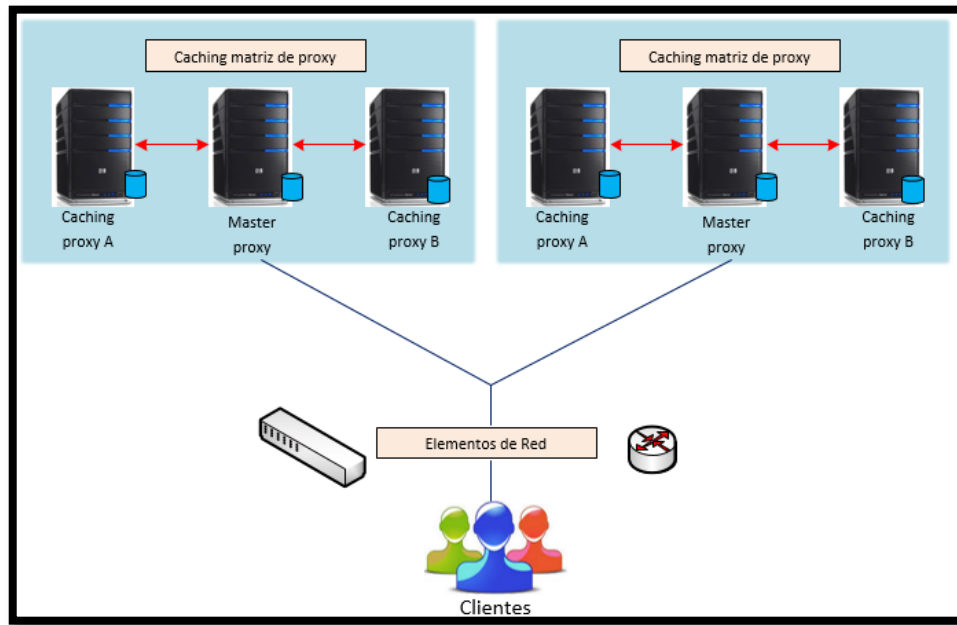 Caching matriz de proxy
Caching matriz de proxy
Caching
proxy A
Master
proxy
Caching
proxy B
Caching
proxy A
Master
proxy
Caching
proxy B
Elementos de Red
Clientes